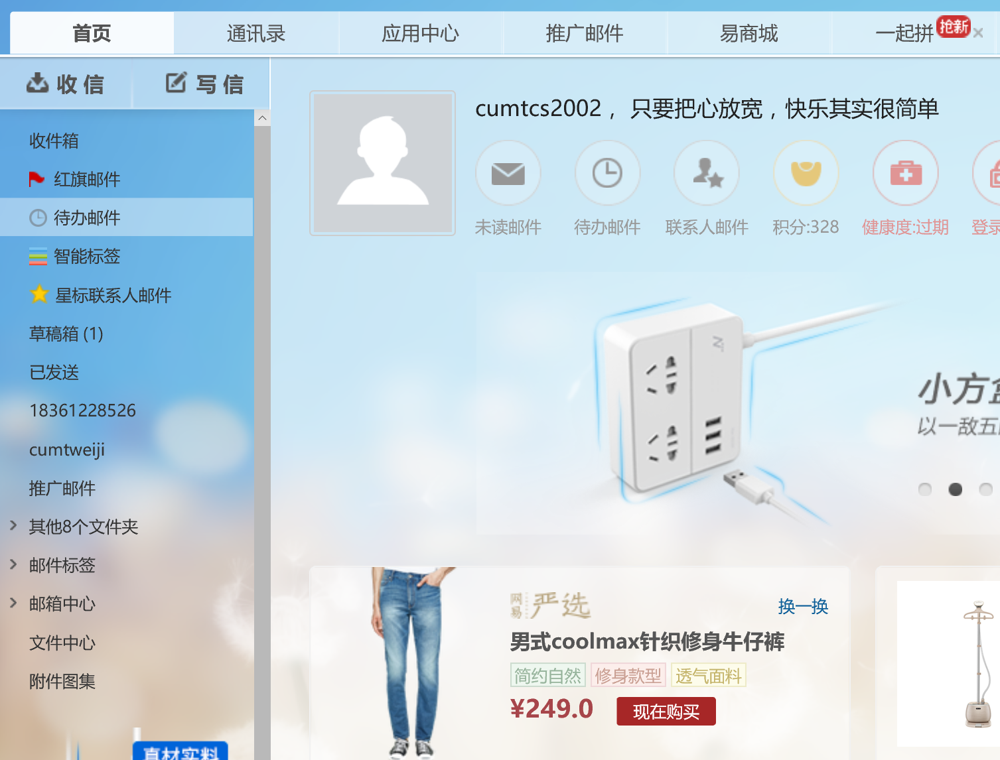 首页
通讯录
应用中心
推广邮件
易商城
一起拼
抢新
收信
写信
收件箱
红旗邮件
待办邮件
智能标签
星标联系人邮件
草稿箱 (1)
已发送
18361228526
cumtweiji
推广邮件
其他8个文件夹
邮件标签
邮箱中心
文件中心
附件图集
真材实料
cumtcs2002，只要把心放宽，快乐其实很简单
未读邮件
待办邮件
联系人邮件
积分:328
健康度:过期
登录
小方盒
以一敌五
网易严选
换一换
男式coolmax针织修身牛仔裤
简约自然
修身款型
透气面料
¥249.0
现在购买